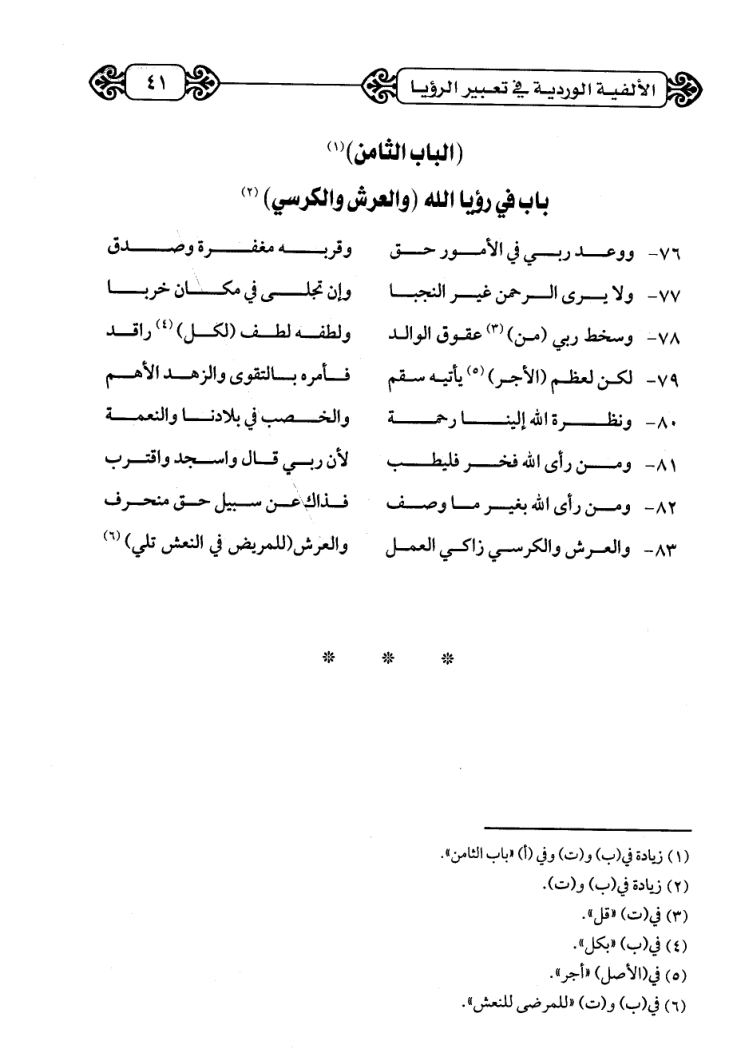 الألفية الوردية في تعبير الرؤيا ٤١
(الباب الثامن)(١)
باب في رؤيا الله (والعرش والكرسي) (٢)
٧٦- ووعد ربي في الأمور حق وقربه مغفرة وصدق
٧٧- ولا يرى الرحمن غير النجبا وإن تجلى في مكان خربا
٧٨- وسخط ربي (من) (٣) عقوق الوالد ولطفه لطف (لكل) (٤) راقد
٧٩- لكن لعظم (الأجر) (٥) يأتيه سقم فأمره بالتقوى والزهد الأهم
٨٠- ونظرة الله إلينا رحمة والخصب في بلادنا والنعمة
٨١- ومن رأى الله فخر فليطب لأن ربي قال واسجد واقترب
٨٢- ومن رأى الله بغير ما وصف فذاك عن سبيل حق منحرف
٨٣- والعرش والكرسي زاكي العمل والعرش (للمريض في النعش تلي) (٦)
* * *
(١) زيادة في (ب) و(ت) وفي (أ) «باب الثامن».
(٢) زيادة في (ب) و(ت).
(٣) في (ت) «قل».
(٤) في (ب) «بكل».
(٥) في (الأصل) «أجر».
(٦) في (ب) و(ت) «للمرضى للنعش».